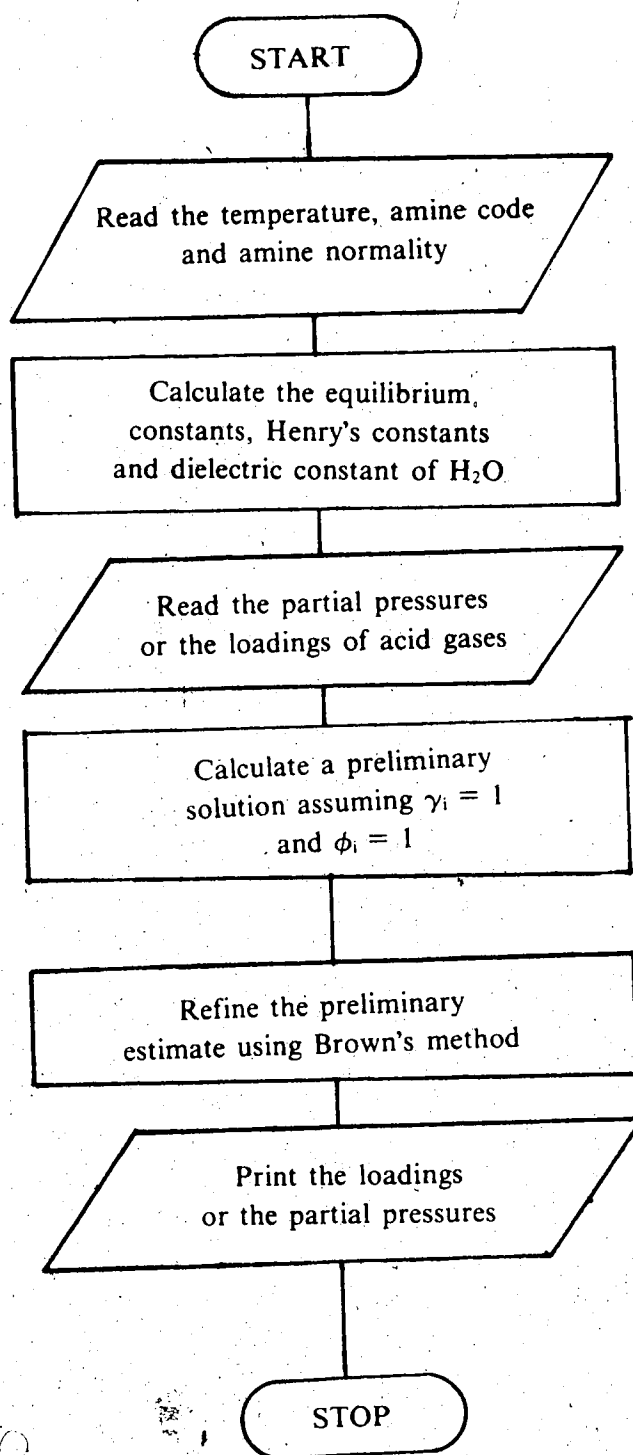 START
Read the temperature, amine code
and amine normality
Calculate the equilibrium,
constants, Henry's constants
and dielectric constant of H₂O
Read the partial pressures
or the loadings of acid gases
Calculate a preliminary
solution assuming γᵢ = 1
and ϕᵢ = 1
Refine the preliminary
estimate using Brown's method
Print the loadings
or the partial pressures
STOP